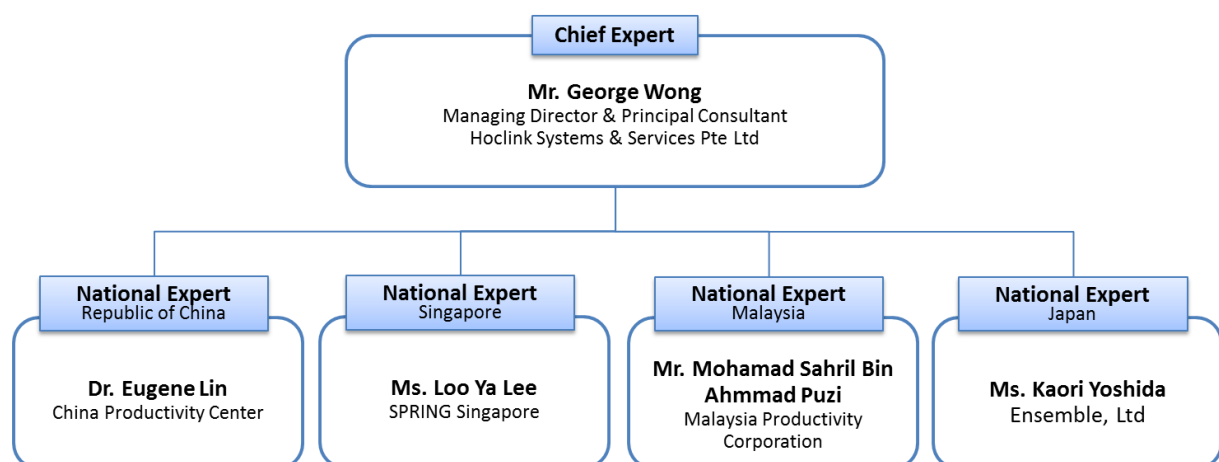 Chief Expert
Mr. George Wong
Managing Director & Principal Consultant
Hoclink Systems & Services Pte Ltd
National Expert
Republic of China
Dr. Eugene Lin
China Productivity Center
National Expert
Singapore
Ms. Loo Ya Lee
SPRING Singapore
National Expert
Malaysia
Mr. Mohamad Sahril Bin
Ahmmad Puzi
Malaysia Productivity
Corporation
National Expert
Japan
Ms. Kaori Yoshida
Ensemble, Ltd